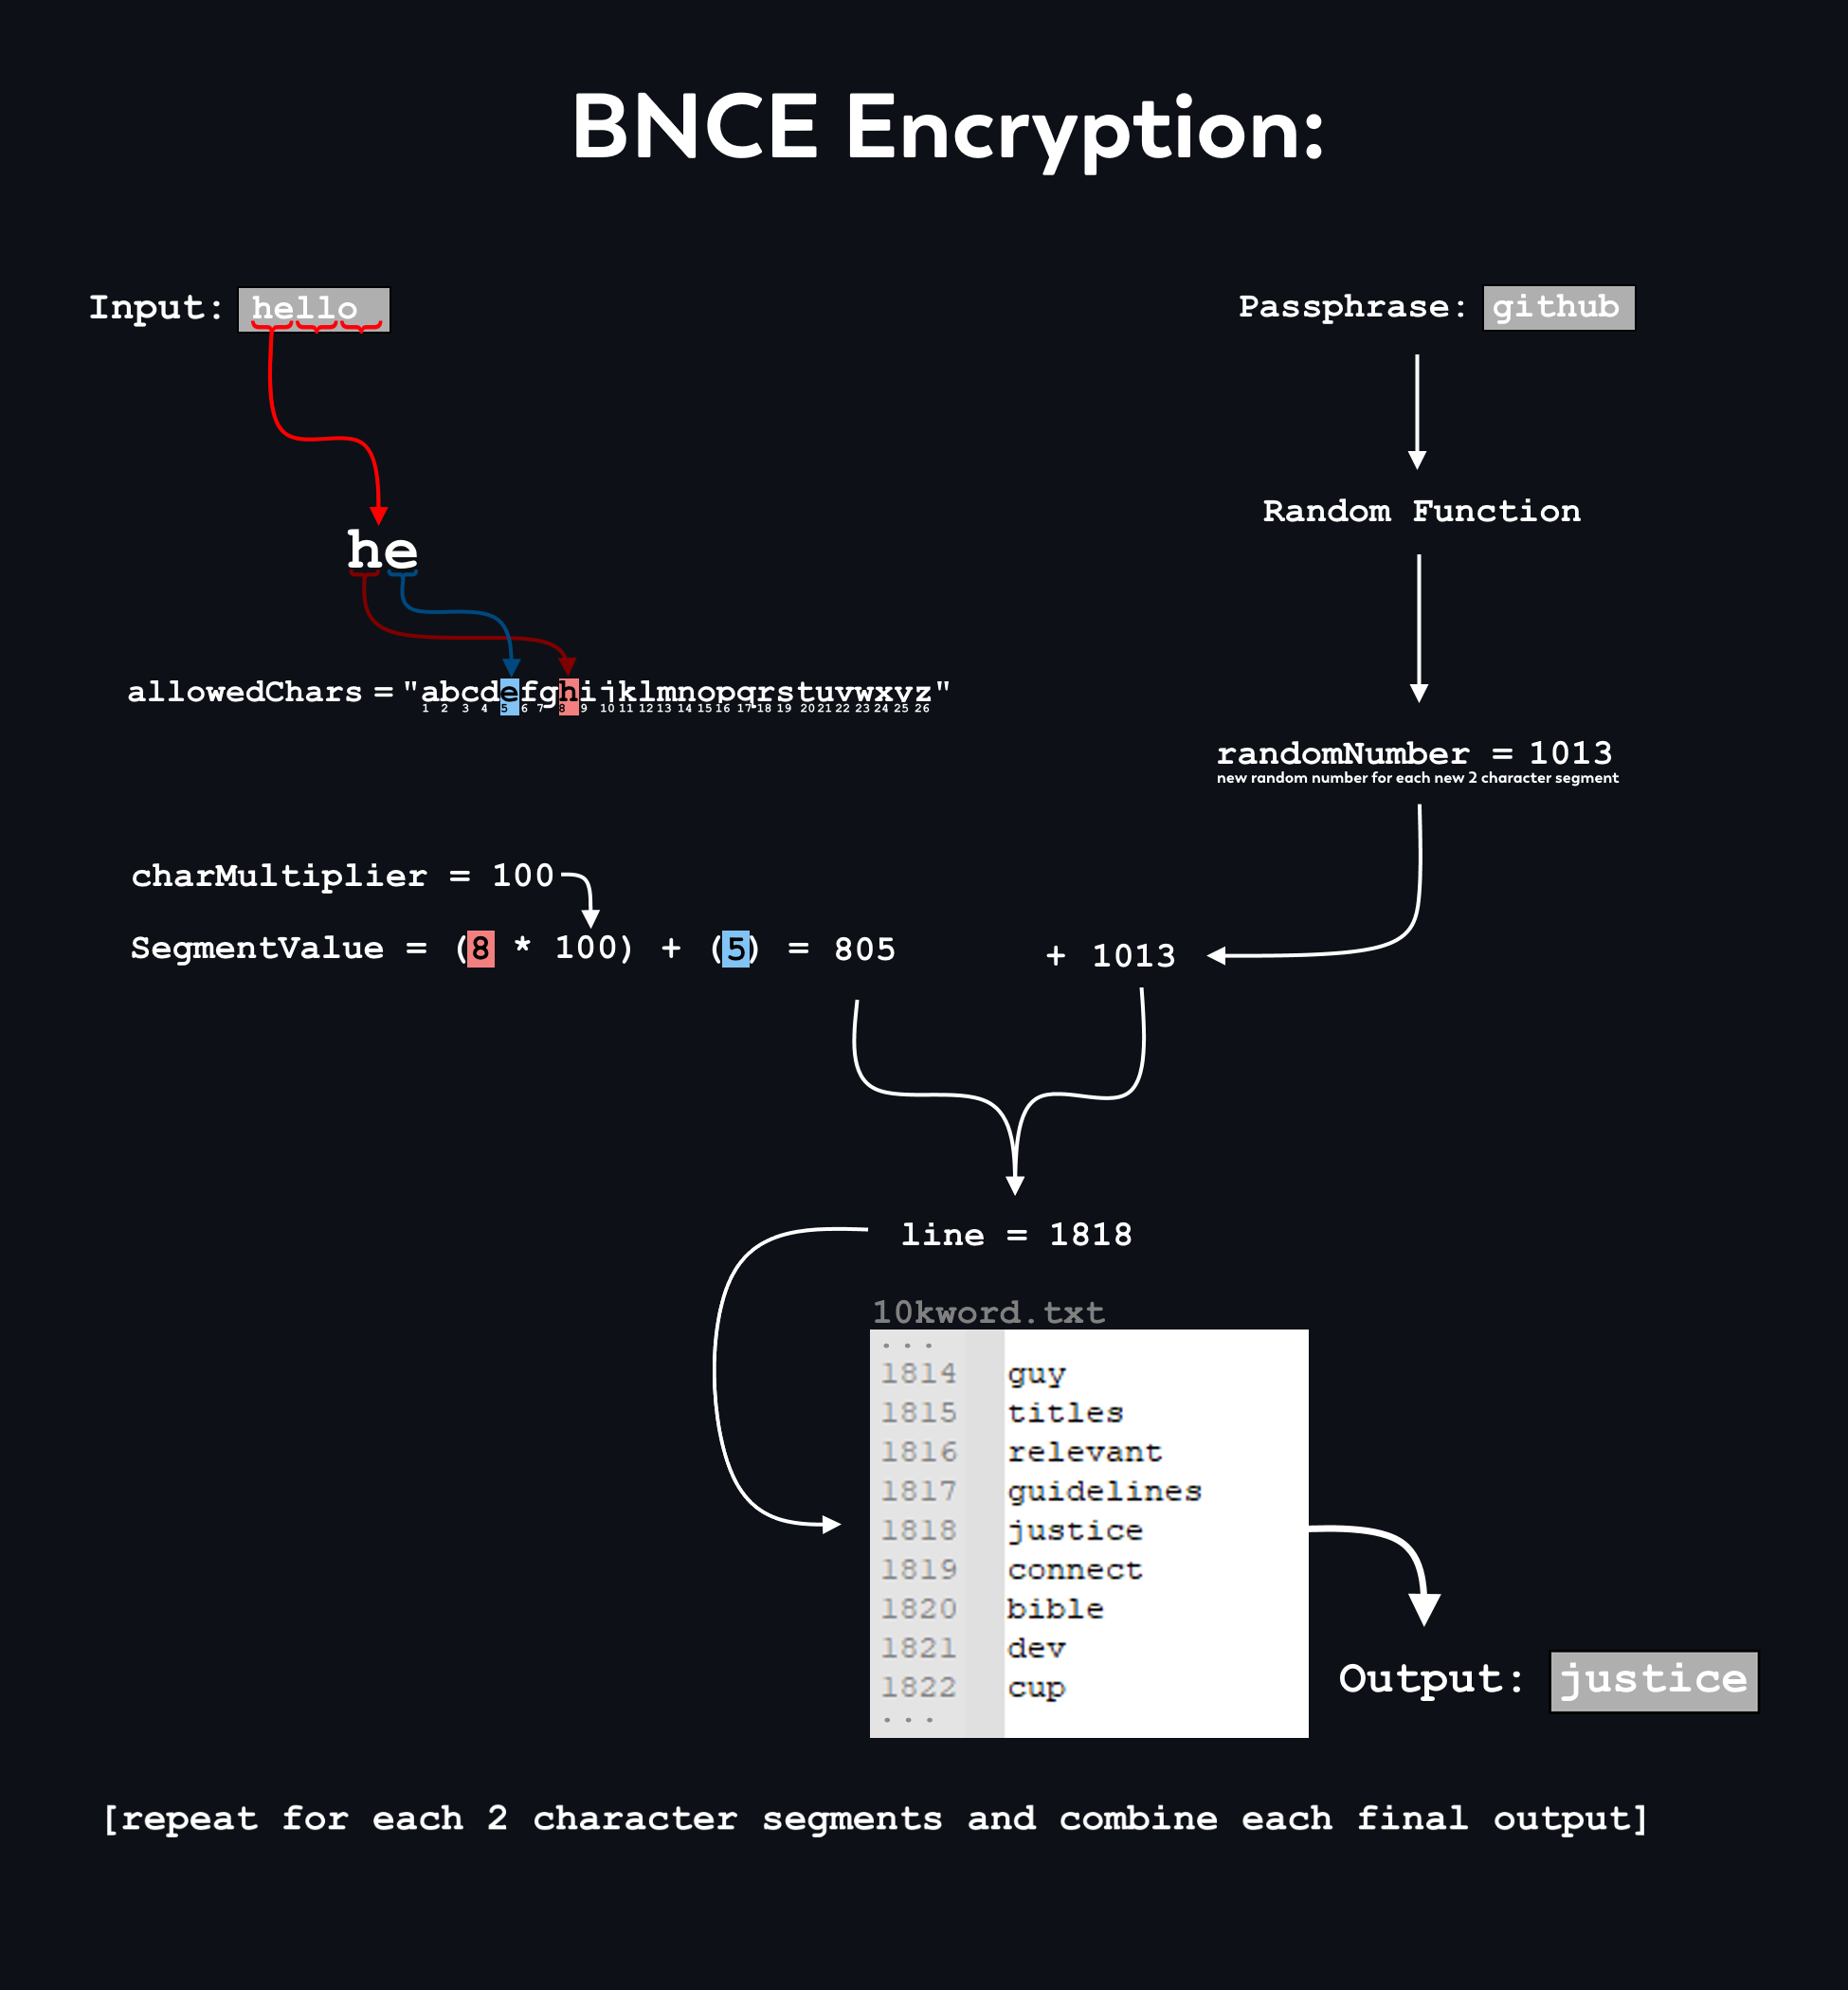 BNCE Encryption:
Input: hello
Passphrase: github
Random Function
he
allowedChars = "abcdefghijklmnopqrstuvwxyz"
1 2 3 4 5 6 7 8 9 10 11 12 13 14 15 16 17 18 19 20 21 22 23 24 25 26
randomNumber = 1013
new random number for each new 2 character segment
charMultiplier = 100
SegmentValue = (8 * 100) + (5) = 805
+ 1013
line = 1818
10kword.txt
...
1814 guy
1815 titles
1816 relevant
1817 guidelines
1818 justice
1819 connect
1820 bible
1821 dev
1822 cup
...
Output: justice
[repeat for each 2 character segments and combine each final output]